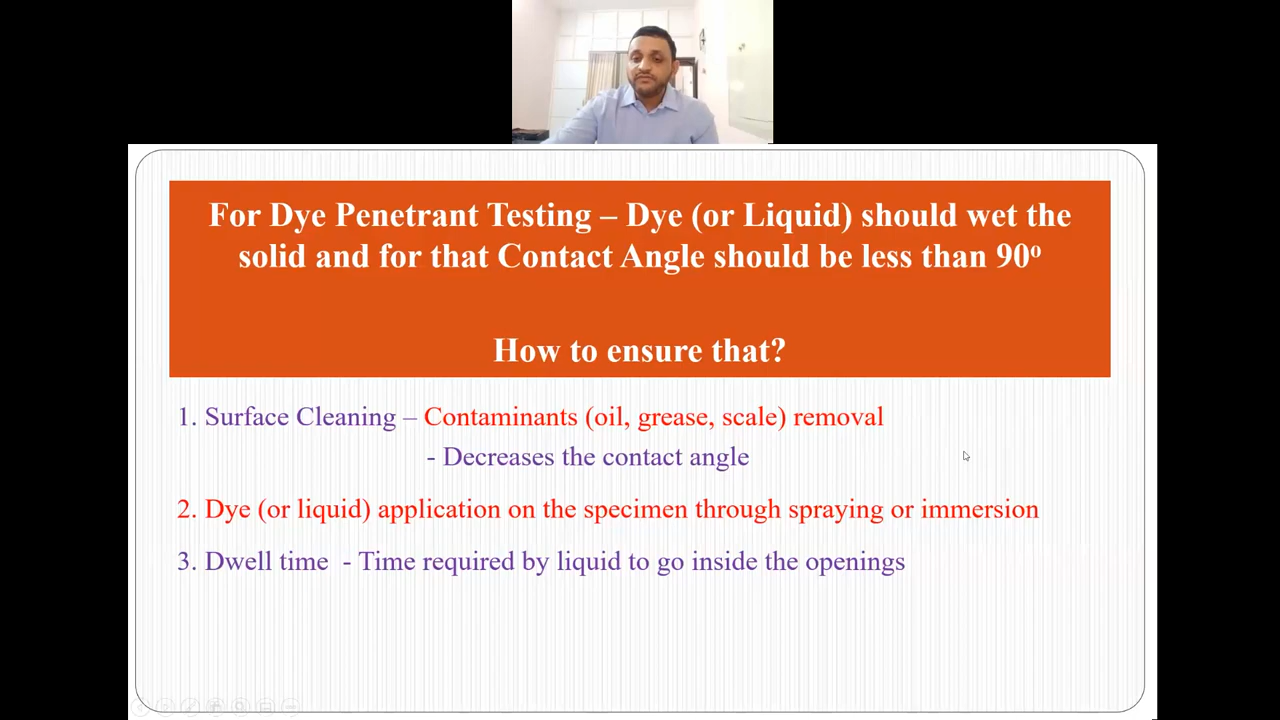 For Dye Penetrant Testing – Dye (or Liquid) should wet the
solid and for that Contact Angle should be less than 90º
How to ensure that?
1. Surface Cleaning – Contaminants (oil, grease, scale) removal
- Decreases the contact angle
2. Dye (or liquid) application on the specimen through spraying or immersion
3. Dwell time - Time required by liquid to go inside the openings